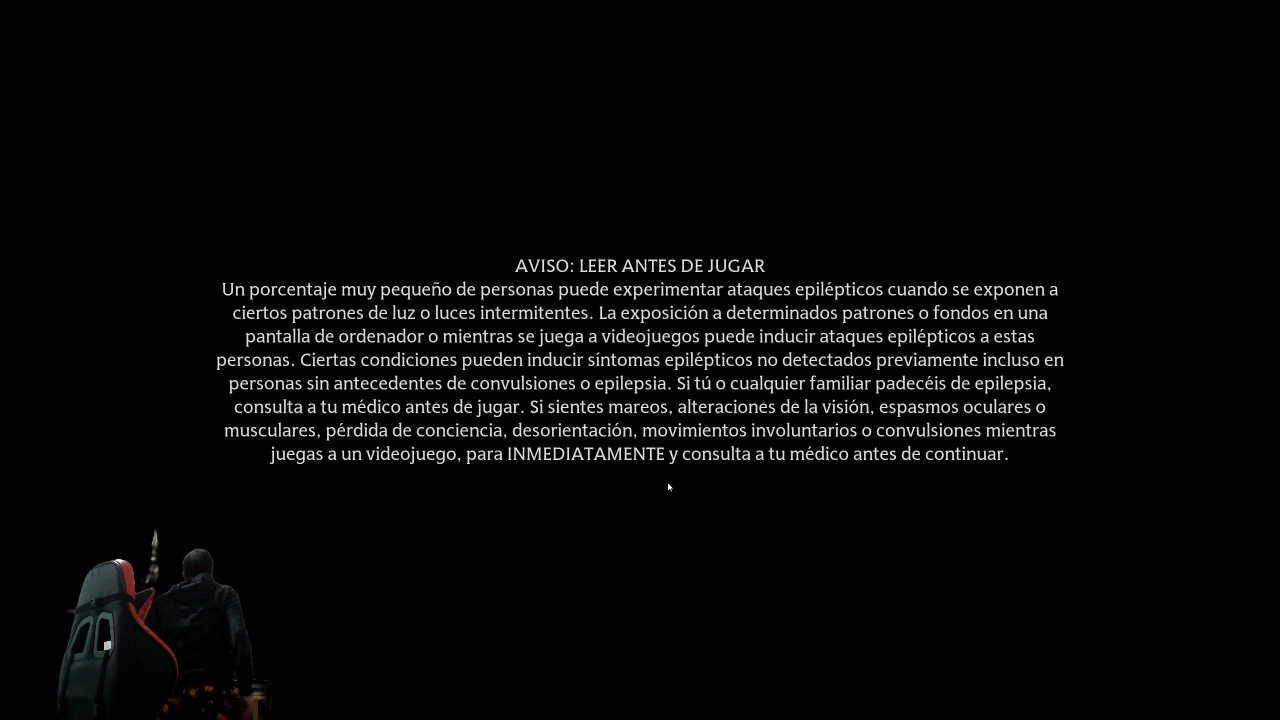 AVISO: LEER ANTES DE JUGAR
Un porcentaje muy pequeño de personas puede experimentar ataques epilépticos cuando se exponen a
ciertos patrones de luz o luces intermitentes. La exposición a determinados patrones o fondos en una
pantalla de ordenador o mientras se juega a videojuegos puede inducir ataques epilépticos a estas
personas. Ciertas condiciones pueden inducir síntomas epilépticos no detectados previamente incluso en
personas sin antecedentes de convulsiones o epilepsia. Si tú o cualquier familiar padecéis de epilepsia,
consulta a tu médico antes de jugar. Si sientes mareos, alteraciones de la visión, espasmos oculares o
musculares, pérdida de conciencia, desorientación, movimientos involuntarios o convulsiones mientras
juegas a un videojuego, para INMEDIATAMENTE y consulta a tu médico antes de continuar.